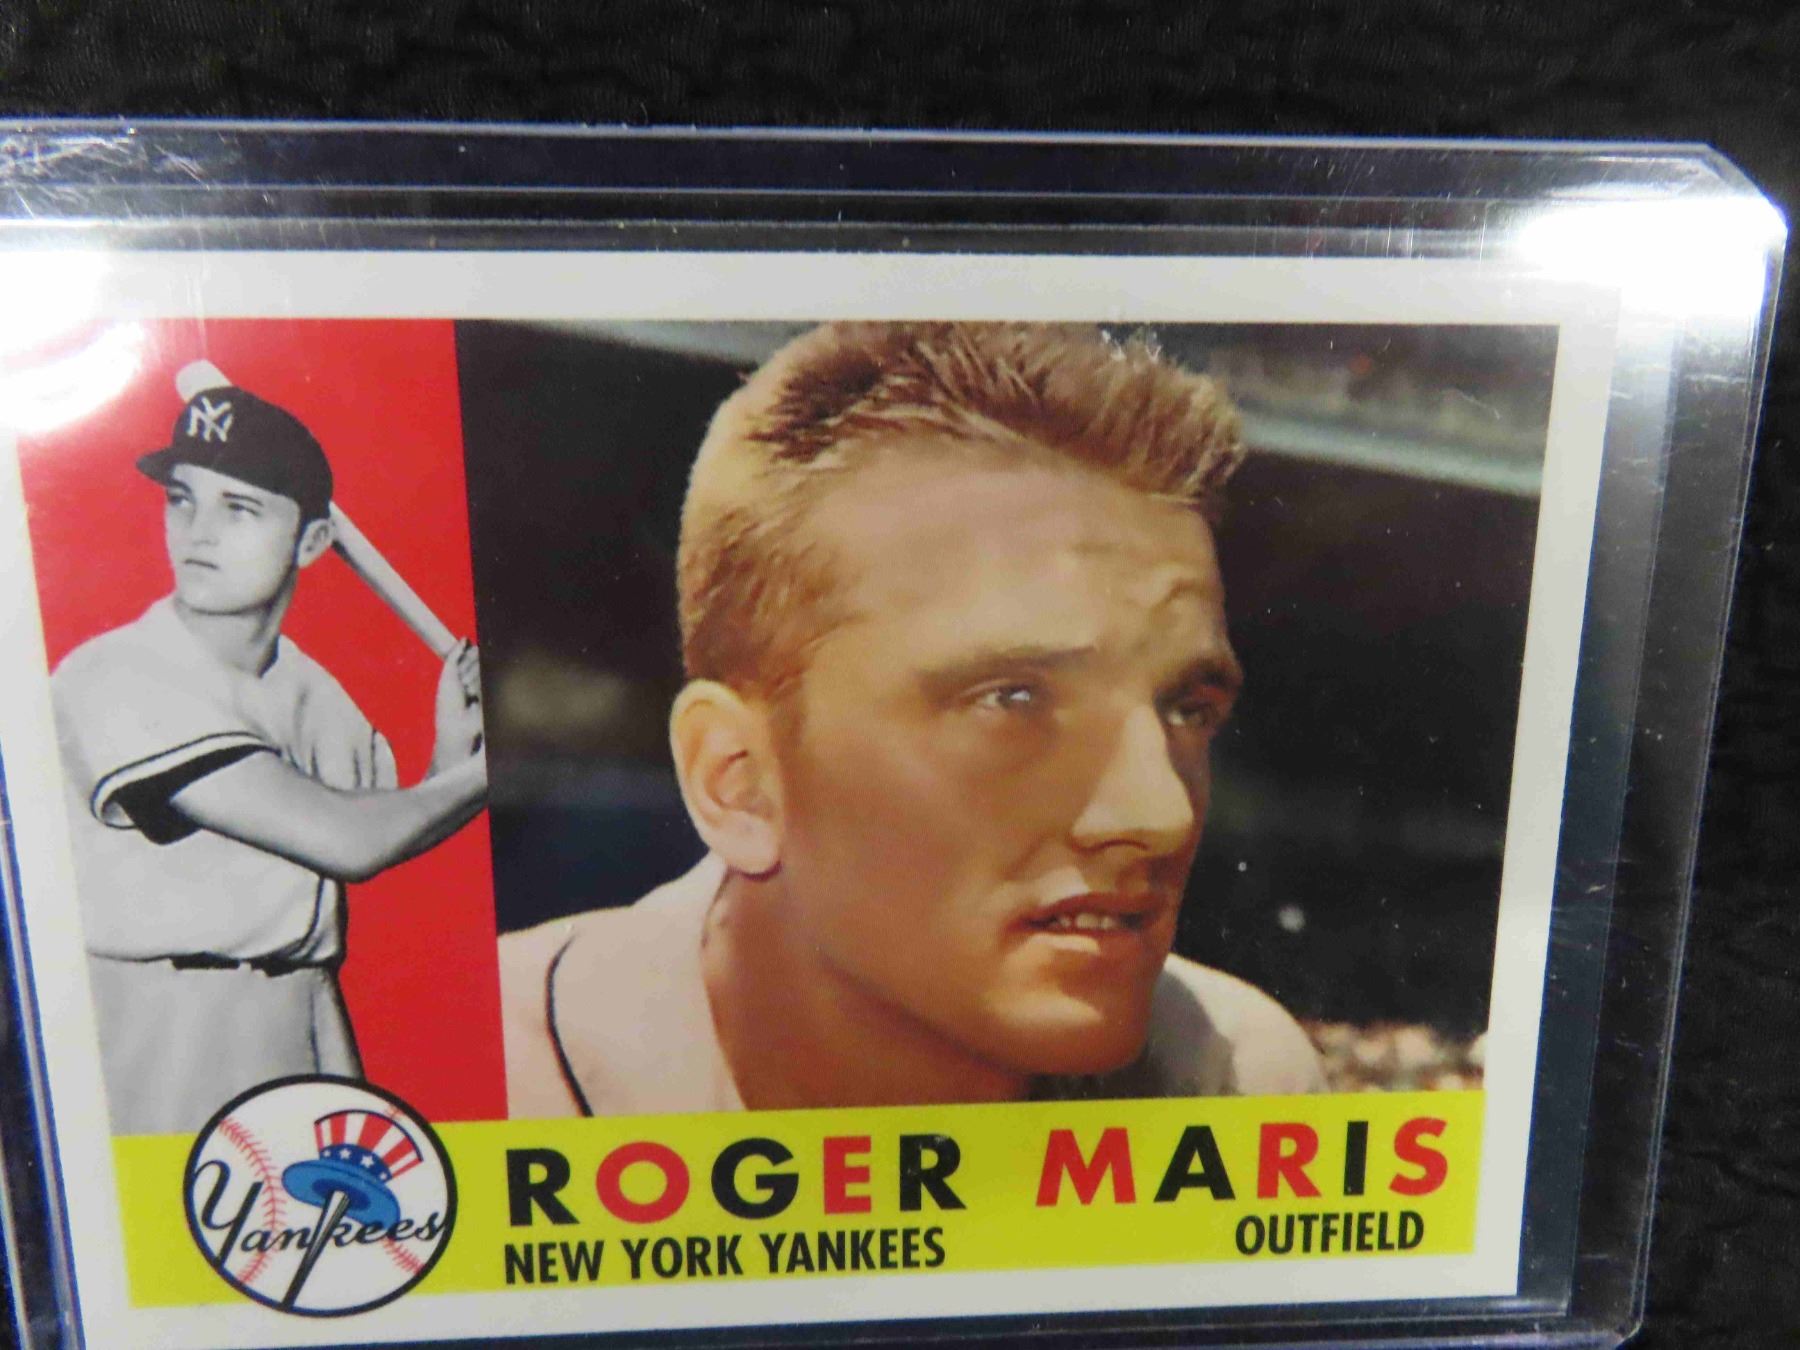 NY
Yankees
ROGER MARIS
NEW YORK YANKEES
OUTFIELD